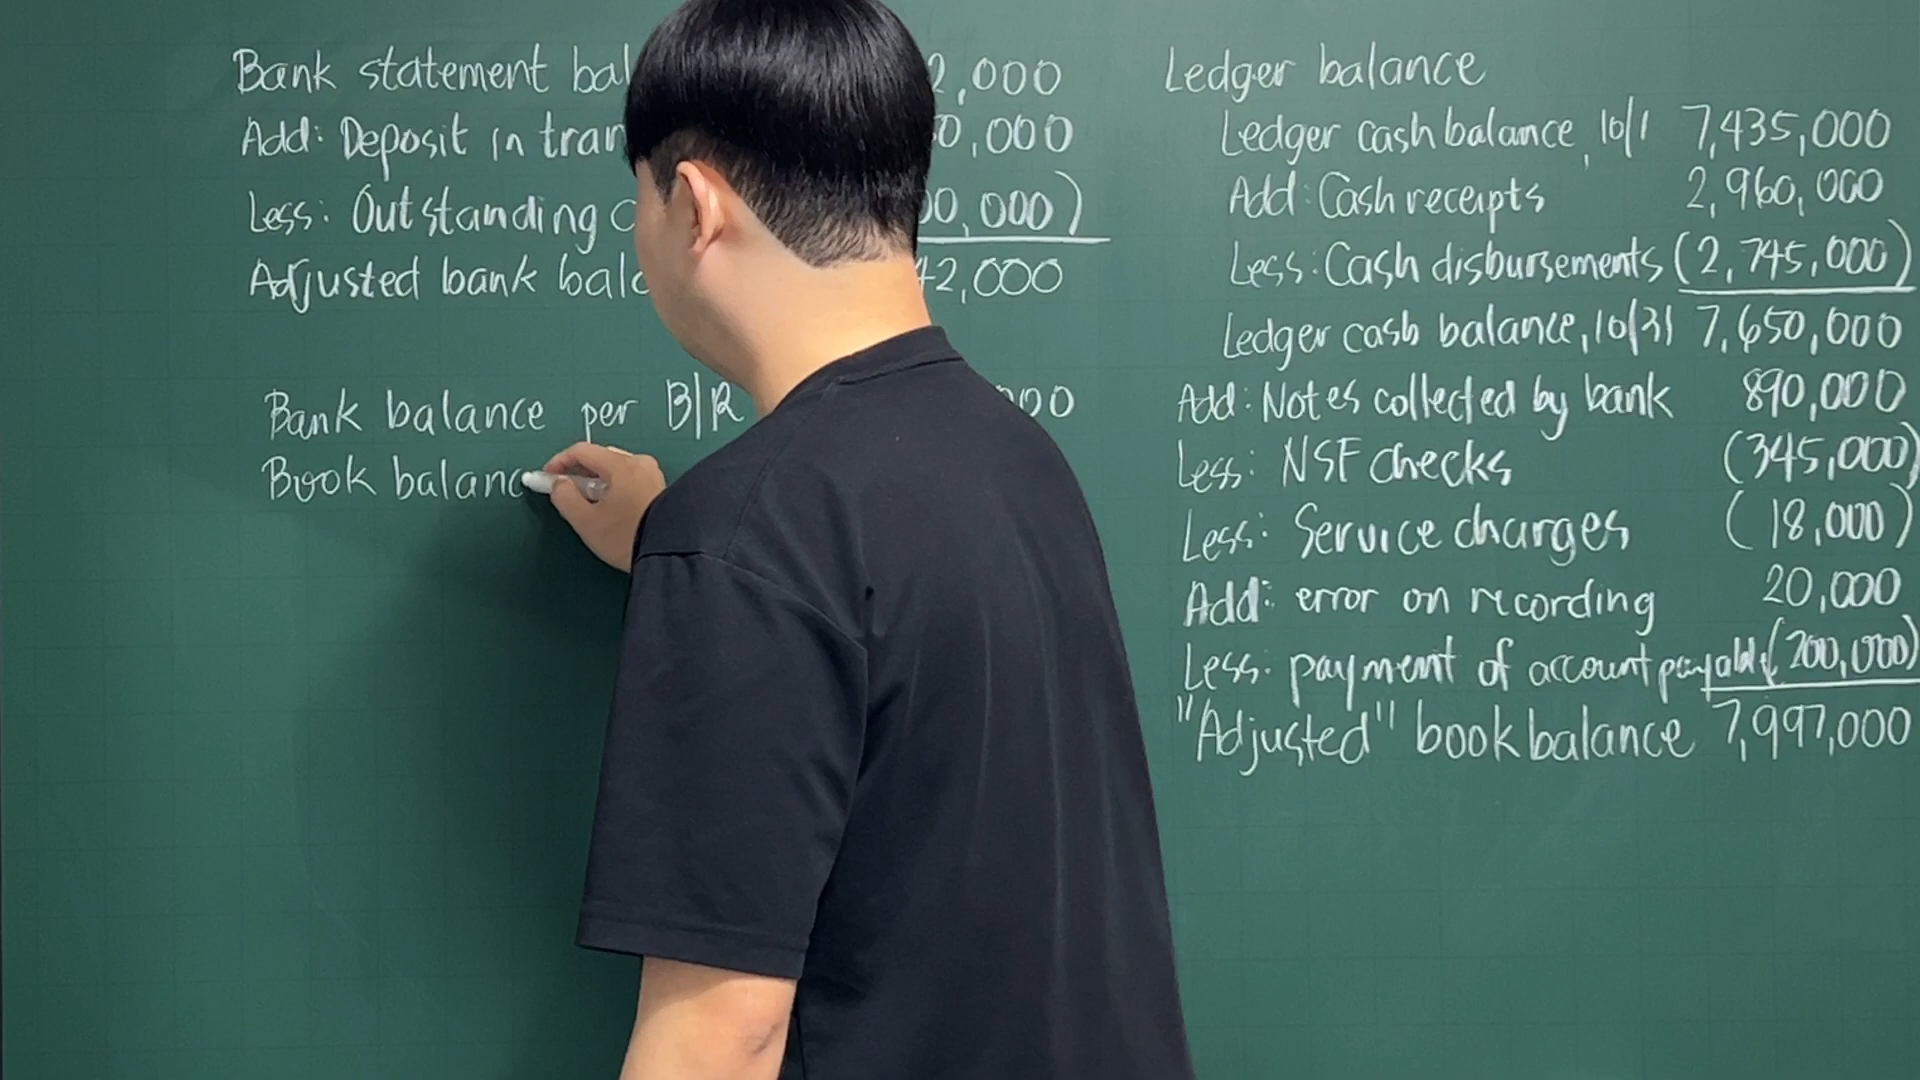 Bank statement bal 2,000
Add: Deposit in tran 0,000
Less: Outstanding 00,000)
Adjusted bank bala 42,000
Bank balance per B/R 000
Book balanc
Ledger balance
Ledger cash balance, 10/1 7,435,000
Add: Cash receipts 2,960,000
Less: Cash disbursements (2,745,000)
Ledger cash balance, 10/31 7,650,000
Add: Notes collected by bank 890,000
Less: NSF checks (345,000)
Less: Service charges (18,000)
Add: error on recording 20,000
Less: payment of account payable (200,000)
"Adjusted" book balance 7,997,000